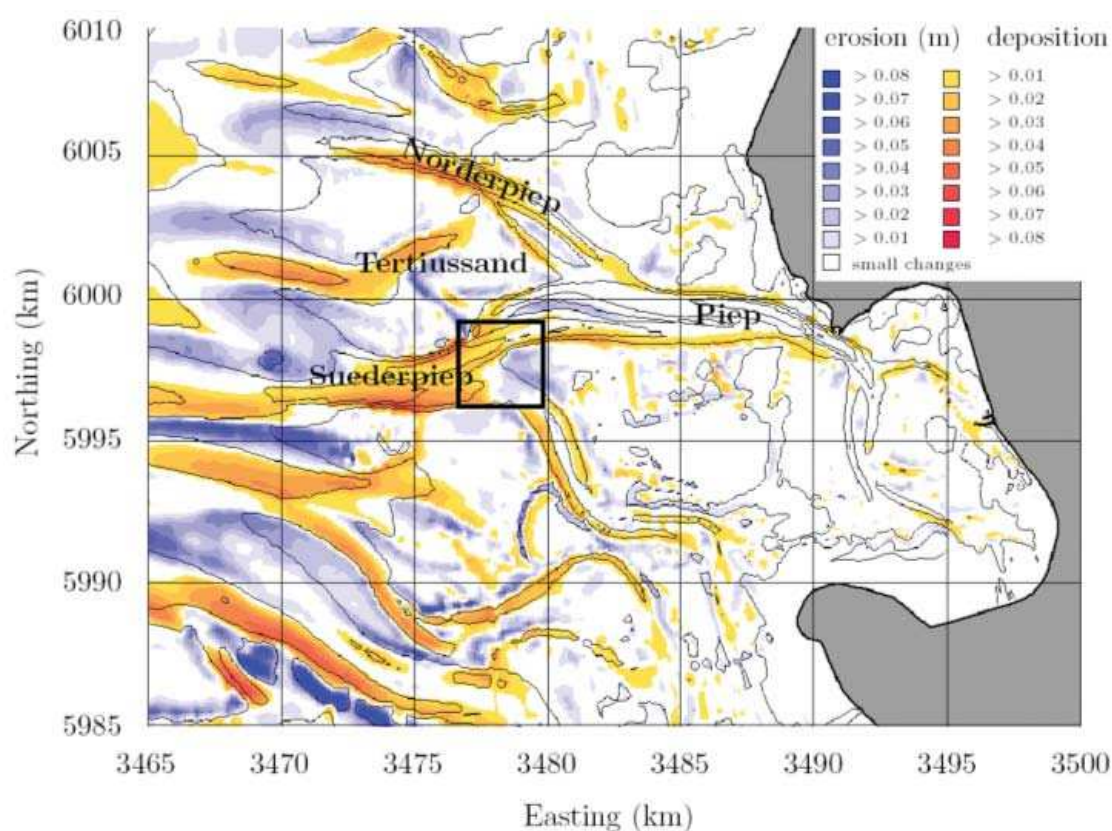 6010
6005
6000
5995
5990
5985
Northing (km)
3465 3470 3475 3480 3485 3490 3495 3500
Easting (km)
erosion (m) deposition
> 0.08 > 0.01
> 0.07 > 0.02
> 0.06 > 0.03
> 0.05 > 0.04
> 0.04 > 0.05
> 0.03 > 0.06
> 0.02 > 0.07
> 0.01 > 0.08
small changes
Norderpiep
Tertiussand
Piep
Suederpiep